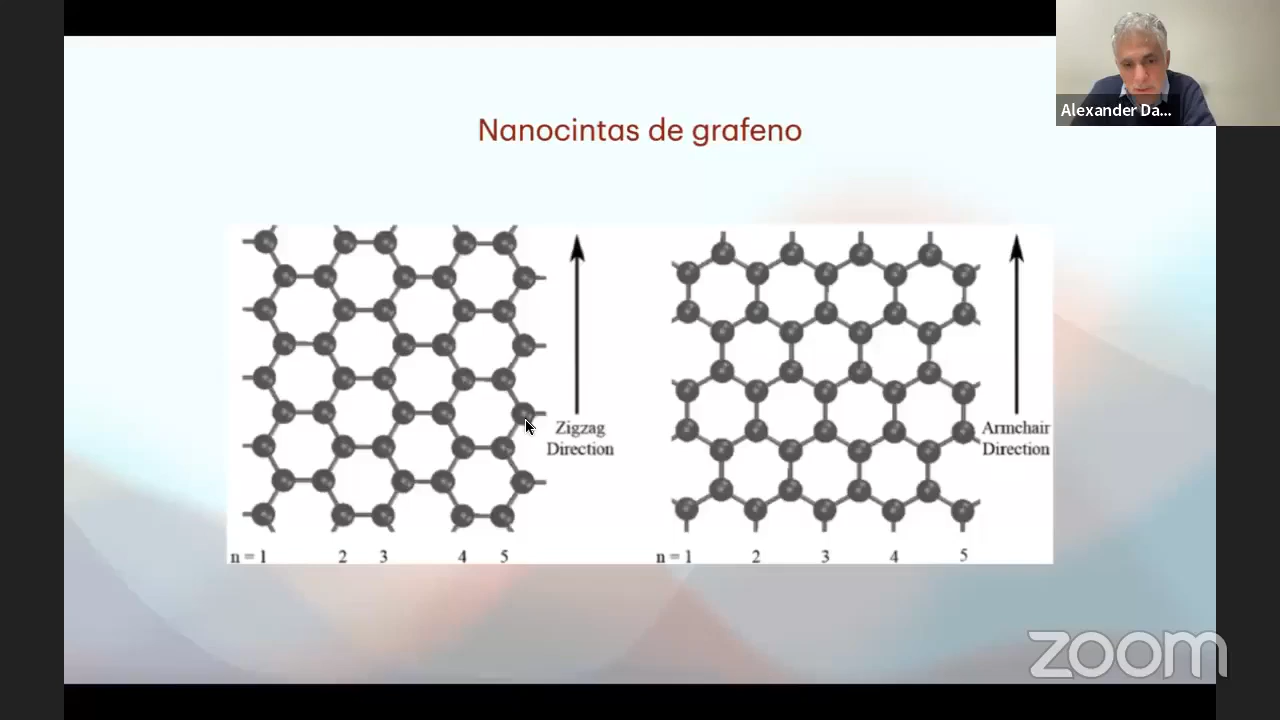 Alexander Da...
Nanocintas de grafeno
Zigzag
Direction
Armchair
Direction
n = 1 2 3 4 5
n = 1 2 3 4 5
zoom